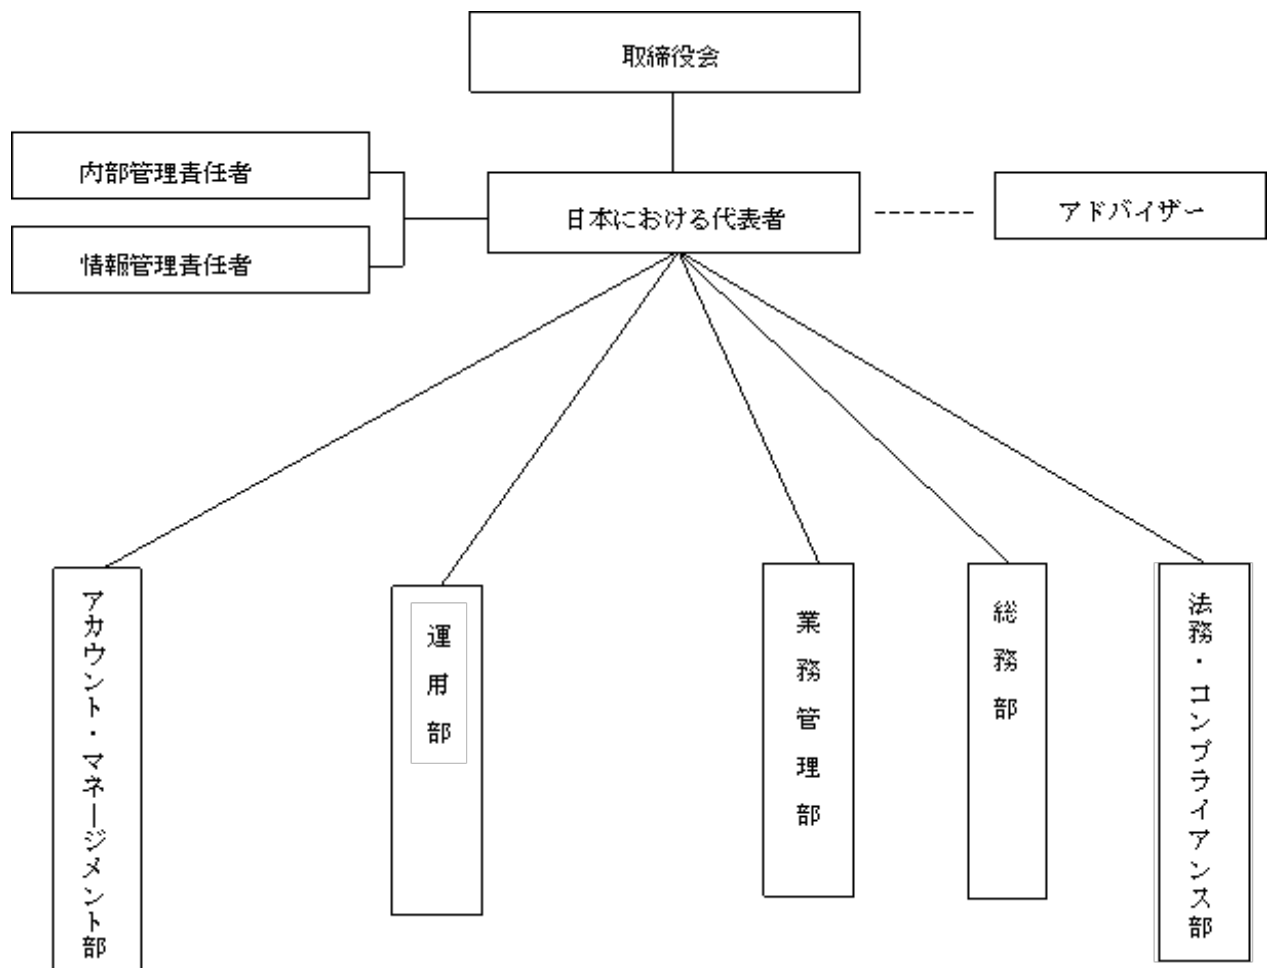 取締役会
内部管理責任者
日本における代表者
アドバイザー
情報管理責任者
アカウント・マネージメント部
運用部
業務管理部
総務部
法務・コンプライアンス部